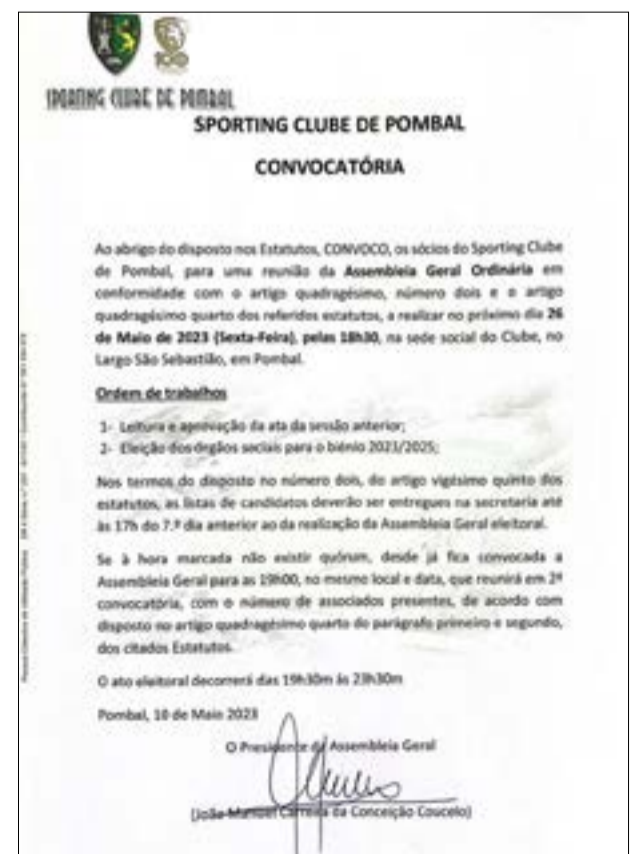 100
SPORTING CLUBE DE POMBAL
SPORTING CLUBE DE POMBAL
CONVOCATÓRIA
Ao abrigo do disposto nos Estatutos, CONVOCO, os sócios do Sporting Clube
de Pombal, para uma reunião da Assembleia Geral Ordinária em
conformidade com o artigo quadragésimo, número dois e o artigo
quadragésimo quarto dos referidos estatutos, a realizar no próximo dia 26
de Maio de 2023 (Sexta-Feira), pelas 18h30, na sede social do Clube, no
Largo São Sebastião, em Pombal.
Ordem de trabalhos
1- Leitura e aprovação da ata da sessão anterior;
2- Eleição dos órgãos sociais para o biénio 2023/2025;
Nos termos do disposto no número dois, do artigo vigésimo quinto dos
estatutos, as listas de candidatos deverão ser entregues na secretaria até
às 17h do 7.º dia anterior ao da realização da Assembleia Geral eleitoral.
Se à hora marcada não existir quórum, desde já fica convocada a
Assembleia Geral para as 19h00, no mesmo local e data, que reunirá em 2ª
convocatória, com o número de associados presentes, de acordo com
disposto no artigo quadragésimo quarto do parágrafo primeiro e segundo,
dos citados Estatutos.
O ato eleitoral decorrerá das 19h30m às 23h30m
Pombal, 10 de Maio 2023
O Presidente da Assembleia Geral
(João Manuel Carreira da Conceição Coucelo)